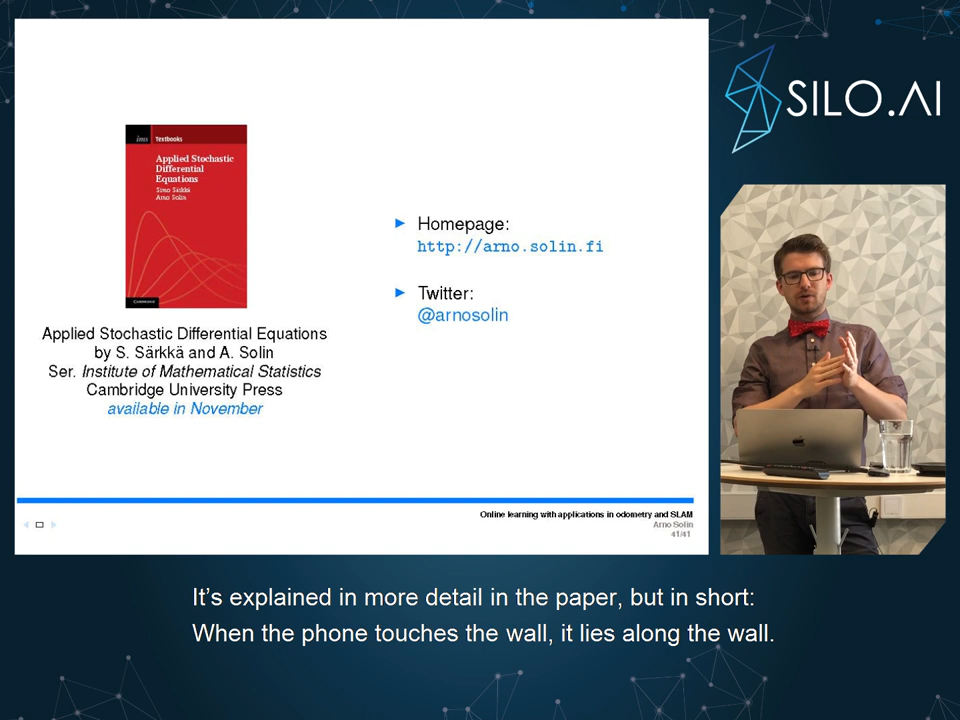 ims Textbooks
Applied Stochastic
Differential
Equations
Simo Särkkä
Arno Solin
CAMBRIDGE
Applied Stochastic Differential Equations
by S. Särkkä and A. Solin
Ser. Institute of Mathematical Statistics
Cambridge University Press
available in November
Homepage:
http://arno.solin.fi
Twitter:
@arnosolin
Online learning with applications in odometry and SLAM
Arno Solin
41/41
SILO.AI
It’s explained in more detail in the paper, but in short:
When the phone touches the wall, it lies along the wall.